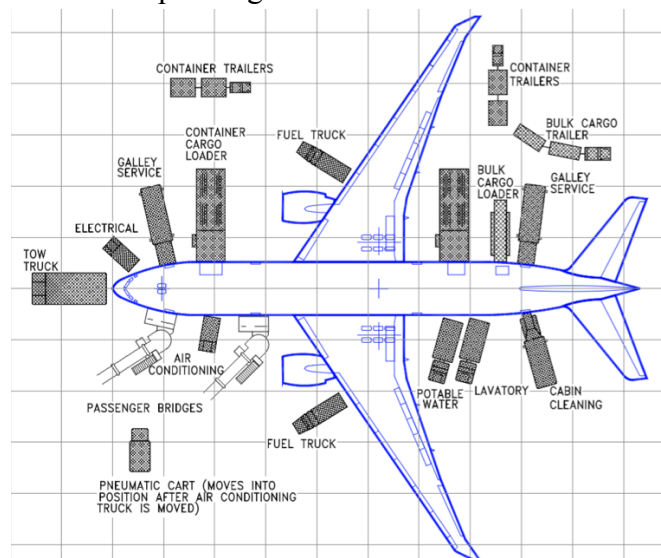 CONTAINER TRAILERS
CONTAINER
TRAILERS
CONTAINER
CARGO
LOADER
FUEL TRUCK
BULK CARGO
TRAILER
GALLEY
SERVICE
BULK
CARGO
LOADER
GALLEY
SERVICE
ELECTRICAL
TOW
TRUCK
AIR
CONDITIONING
POTABLE
WATER
LAVATORY
CABIN
CLEANING
PASSENGER BRIDGES
FUEL TRUCK
PNEUMATIC CART (MOVES INTO
POSITION AFTER AIR CONDITIONING
TRUCK IS MOVED)